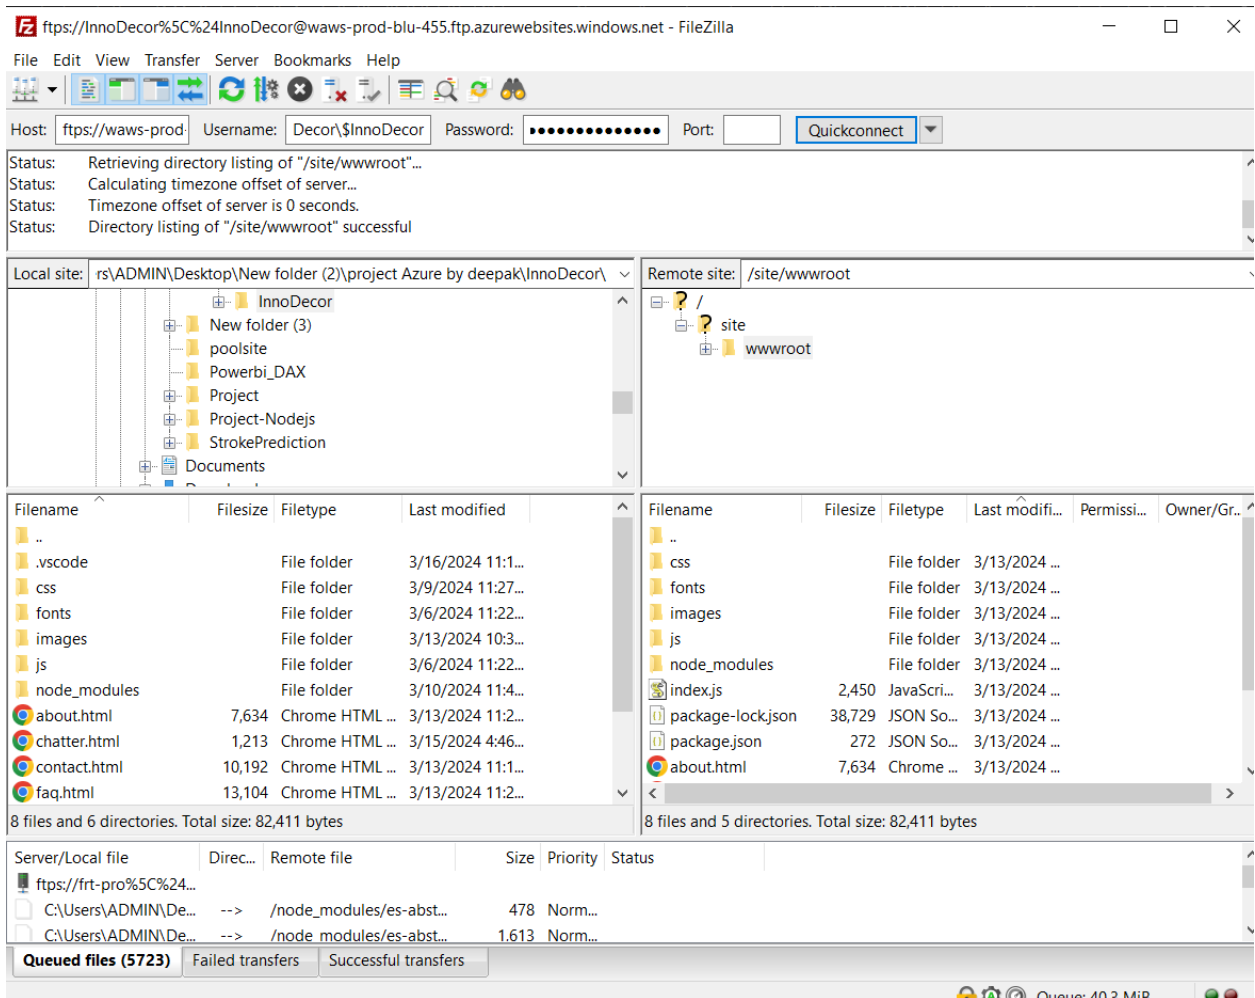 ftps://InnoDecor%5C%24InnoDecor@waws-prod-blu-455.ftp.azurewebsites.windows.net - FileZilla
File Edit View Transfer Server Bookmarks Help
Host: ftps://waws-prod- Username: Decor\$InnoDecor Password: Port: Quickconnect
Status: Retrieving directory listing of "/site/wwwroot"...
Status: Calculating timezone offset of server...
Status: Timezone offset of server is 0 seconds.
Status: Directory listing of "/site/wwwroot" successful
Local site: rs\ADMIN\Desktop\New folder (2)\project Azure by deepak\InnoDecor\
InnoDecor
New folder (3)
poolsite
Powerbi_DAX
Project
Project-Nodejs
StrokePrediction
Documents
Remote site: /site/wwwroot
/
site
wwwroot
Filename Filesize Filetype Last modified
..
.vscode File folder 3/16/2024 11:1...
css File folder 3/9/2024 11:27...
fonts File folder 3/6/2024 11:22...
images File folder 3/13/2024 10:3...
js File folder 3/6/2024 11:22...
node_modules File folder 3/10/2024 11:4...
about.html 7,634 Chrome HTML ... 3/13/2024 11:2...
chatter.html 1,213 Chrome HTML ... 3/15/2024 4:46...
contact.html 10,192 Chrome HTML ... 3/13/2024 11:1...
faq.html 13,104 Chrome HTML ... 3/13/2024 11:2...
8 files and 6 directories. Total size: 82,411 bytes
Filename Filesize Filetype Last modifi... Permissi... Owner/Gr...
..
css File folder 3/13/2024 ...
fonts File folder 3/13/2024 ...
images File folder 3/13/2024 ...
js File folder 3/13/2024 ...
node_modules File folder 3/13/2024 ...
index.js 2,450 JavaScri... 3/13/2024 ...
package-lock.json 38,729 JSON So... 3/13/2024 ...
package.json 272 JSON So... 3/13/2024 ...
about.html 7,634 Chrome ... 3/13/2024 ...
8 files and 5 directories. Total size: 82,411 bytes
Server/Local file Direc... Remote file Size Priority Status
ftps://frt-pro%5C%24...
C:\Users\ADMIN\De... --> /node_modules/es-abst... 478 Norm...
C:\Users\ADMIN\De... --> /node_modules/es-abst... 1,613 Norm...
Queued files (5723) Failed transfers Successful transfers
Queue: 40.3 MiB